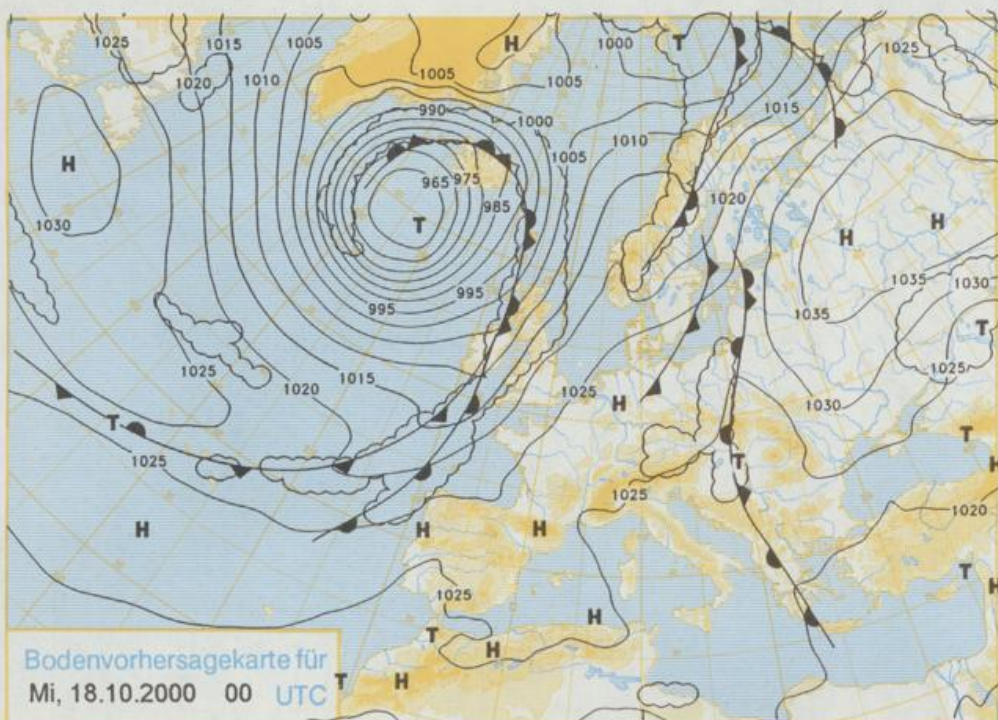 1025 1015 1005 H 1000 T 1025
1020 1010 1005 1005
990 1000 1015
1005 1010
H 965 975
1030 985 1020 H H
T
995 995 1035 1030
1035 T
1025 1020 1015 1025 1025
H 1030
T T
1025 T H
1025
H H H 1020
T
1025 H
H
T H
Bodenvorhersagekarte für
Mi, 18.10.2000 00 UTC
T H